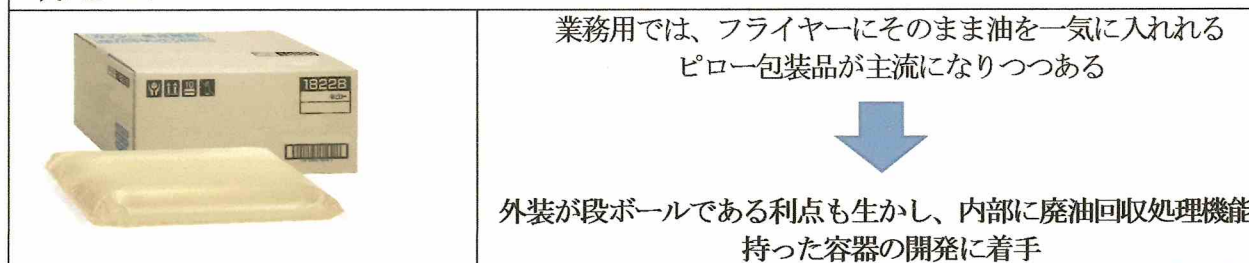 18228
業務用では、フライヤーにそのまま油を一気に入れれる
ピロー包装品が主流になりつつある
外装が段ボールである利点も生かし、内部に廃油回収処理機能
持った容器の開発に着手